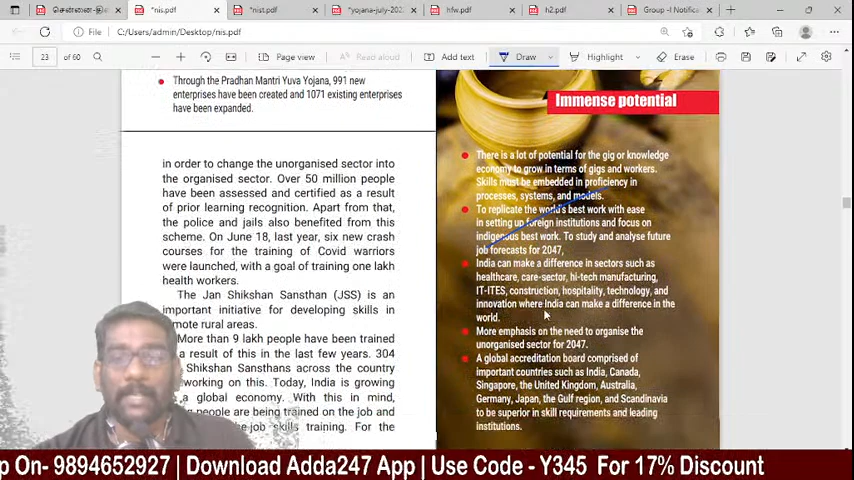 சென்னை
*nis.pdf
*nist.pdf
*yojana-july-202
hfw.pdf
h2.pdf
Group -I Notifica
File
C:/Users/admin/Desktop/nis.pdf
23
of 60
Page view
Read aloud
Add text
Draw
Highlight
Erase
Through the Pradhan Mantri Yuva Yojana, 991 new
enterprises have been created and 1071 existing enterprises
have been expanded.
in order to change the unorganised sector into
the organised sector. Over 50 million people
have been assessed and certified as a result
of prior learning recognition. Apart from that,
the police and jails also benefited from this
scheme. On June 18, last year, six new crash
courses for the training of Covid warriors
were launched, with a goal of training one lakh
health workers.
The Jan Shikshan Sansthan (JSS) is an
important initiative for developing skills in
mote rural areas.
More than 9 lakh people have been trained
a result of this in the last few years. 304
Shikshan Sansthans across the country
working on this. Today, India is growing
a global economy. With this in mind,
people are being trained on the job and
he-job skills training. For the
Immense potential
There is a lot of potential for the gig or knowledge
economy to grow in terms of gigs and workers.
Skills must be embedded in proficiency in
processes, systems, and models.
To replicate the world's best work with ease
in setting up foreign institutions and focus on
indigenous best work. To study and analyse future
job forecasts for 2047,
India can make a difference in sectors such as
healthcare, care-sector, hi-tech manufacturing,
IT-ITES, construction, hospitality, technology, and
innovation where India can make a difference in the
world.
More emphasis on the need to organise the
unorganised sector for 2047.
A global accreditation board comprised of
important countries such as India, Canada,
Singapore, the United Kingdom, Australia,
Germany, Japan, the Gulf region, and Scandinavia
to be superior in skill requirements and leading
institutions.
p On- 9894652927 | Download Adda247 App | Use Code - Y345 For 17% Discount